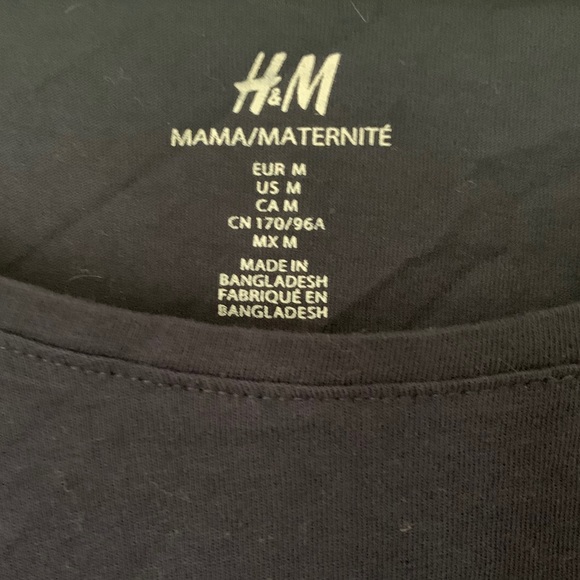 H&M
MAMA/MATERNITÉ
EUR M
US M
CA M
CN 170/96A
MX M
MADE IN
BANGLADESH
FABRIQUÉ EN
BANGLADESH